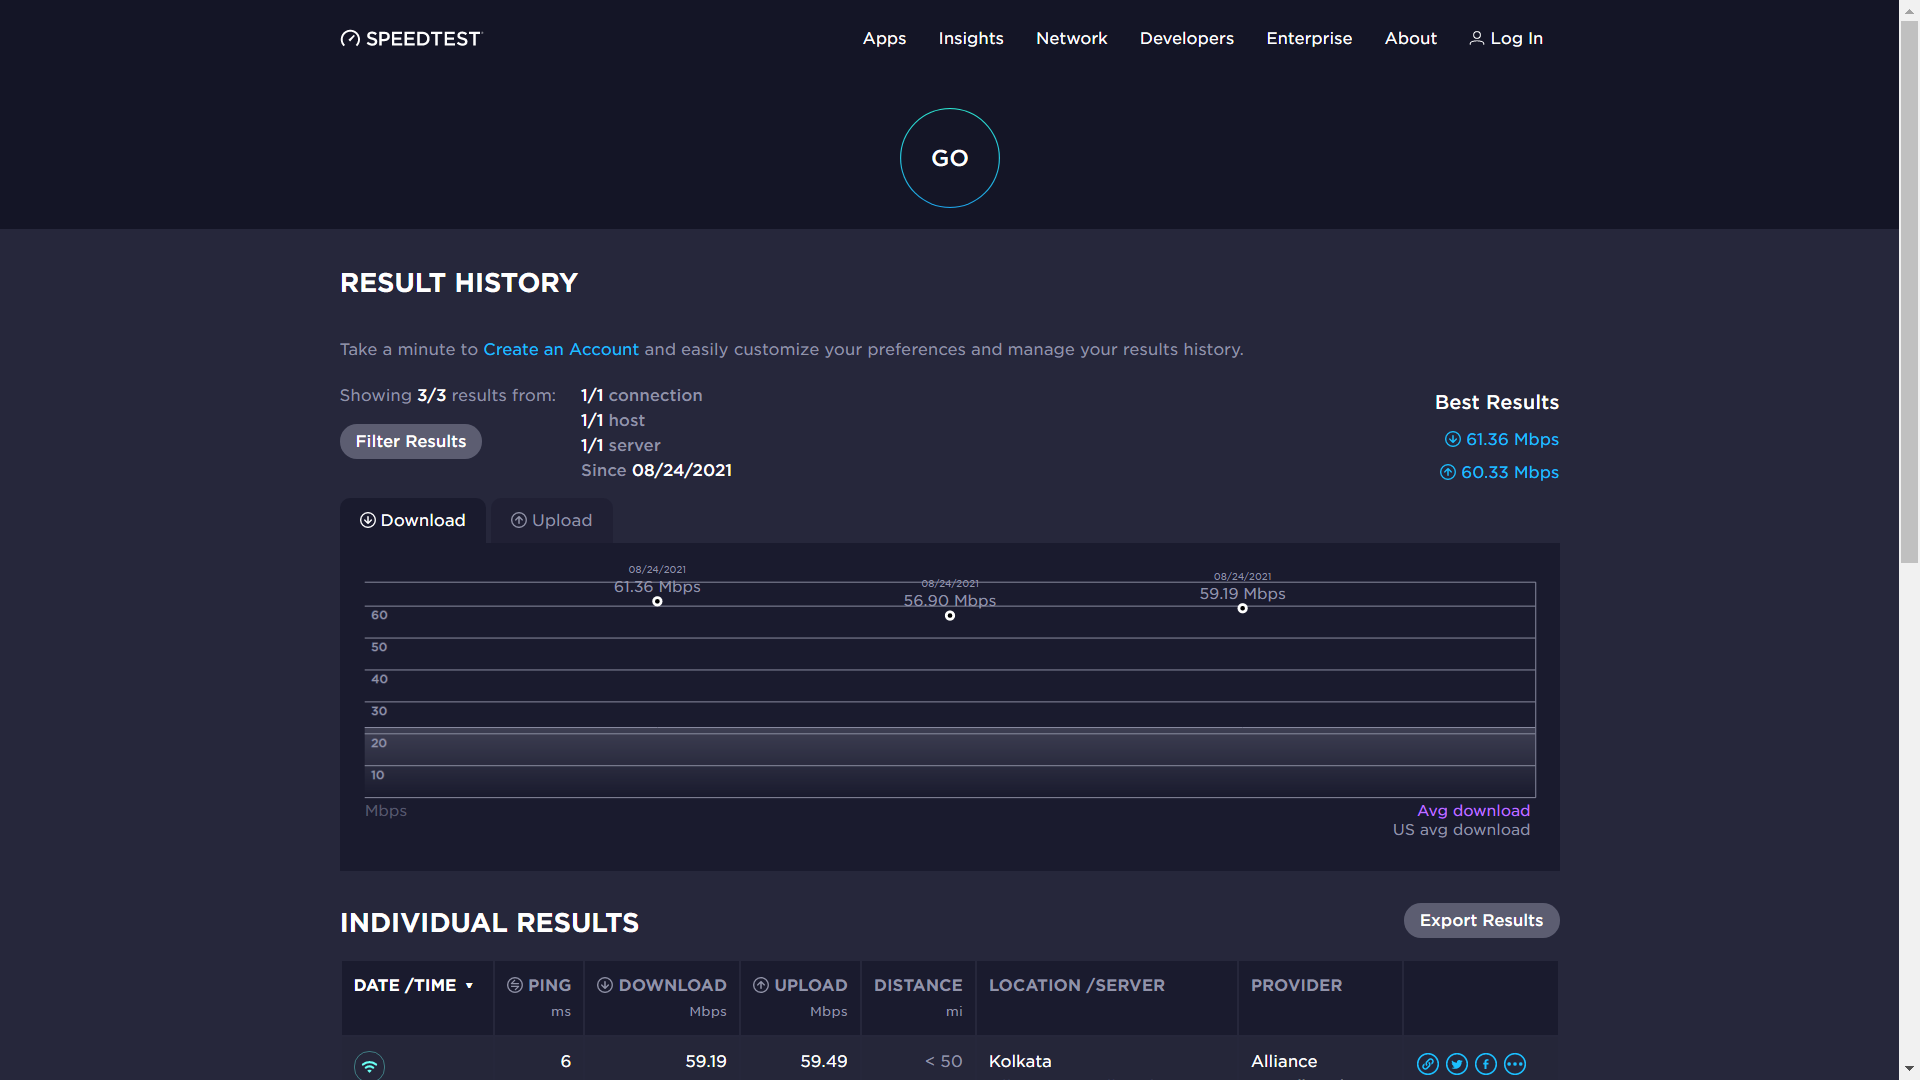 SPEEDTEST
Apps Insights Network Developers Enterprise About Log In
GO
RESULT HISTORY
Take a minute to Create an Account and easily customize your preferences and manage your results history.
Showing 3/3 results from:
1/1 connection
1/1 host
1/1 server
Since 08/24/2021
Filter Results
Best Results
61.36 Mbps
60.33 Mbps
Download
Upload
08/24/2021
61.36 Mbps
08/24/2021
56.90 Mbps
08/24/2021
59.19 Mbps
60
50
40
30
20
10
Mbps
Avg download
US avg download
INDIVIDUAL RESULTS
Export Results
DATE /TIME PING DOWNLOAD UPLOAD DISTANCE LOCATION /SERVER PROVIDER
ms Mbps Mbps mi
6 59.19 59.49 < 50 Kolkata Alliance